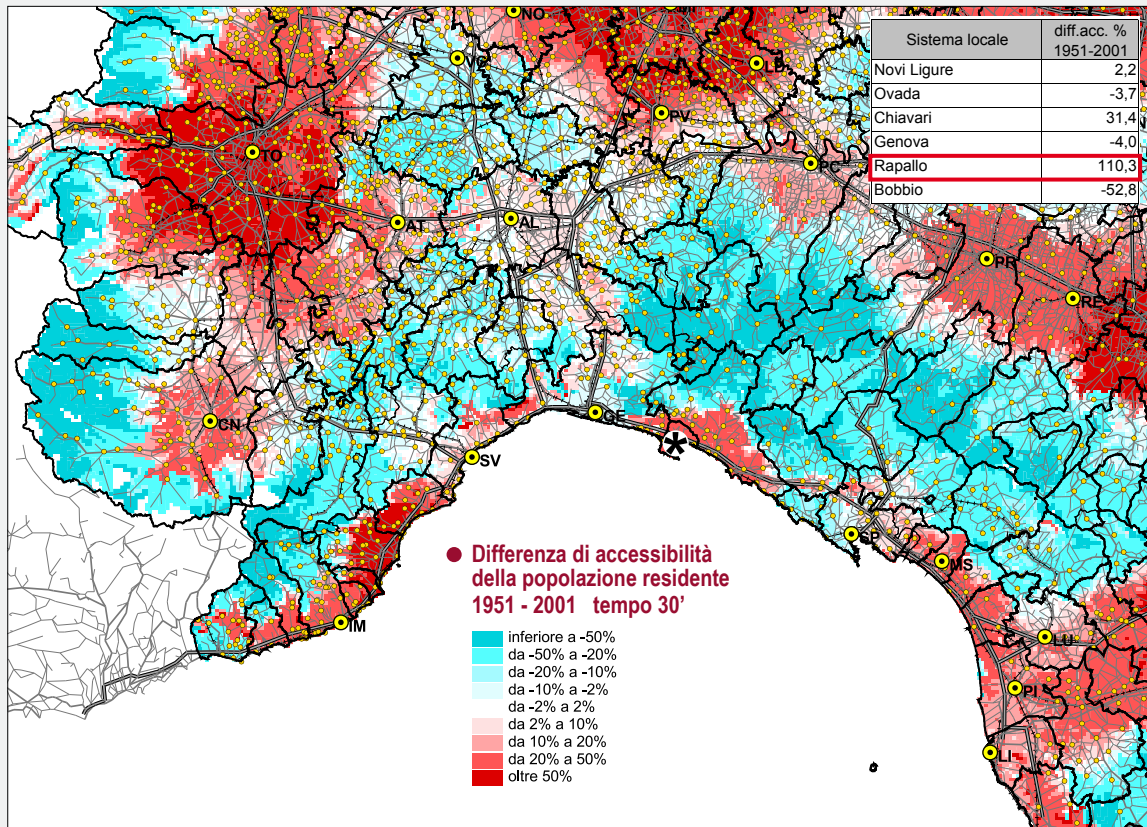 NO
VC
LO
PV
TO
PC
AT
AL
PR
RE
CN
GE
SV
SP
MS
IM
LU
PI
LI
*
Sistema locale diff.acc. % 1951-2001
Novi Ligure 2,2
Ovada -3,7
Chiavari 31,4
Genova -4,0
Rapallo 110,3
Bobbio -52,8
● Differenza di accessibilità
della popolazione residente
1951 - 2001 tempo 30'
inferiore a -50%
da -50% a -20%
da -20% a -10%
da -10% a -2%
da -2% a 2%
da 2% a 10%
da 10% a 20%
da 20% a 50%
oltre 50%